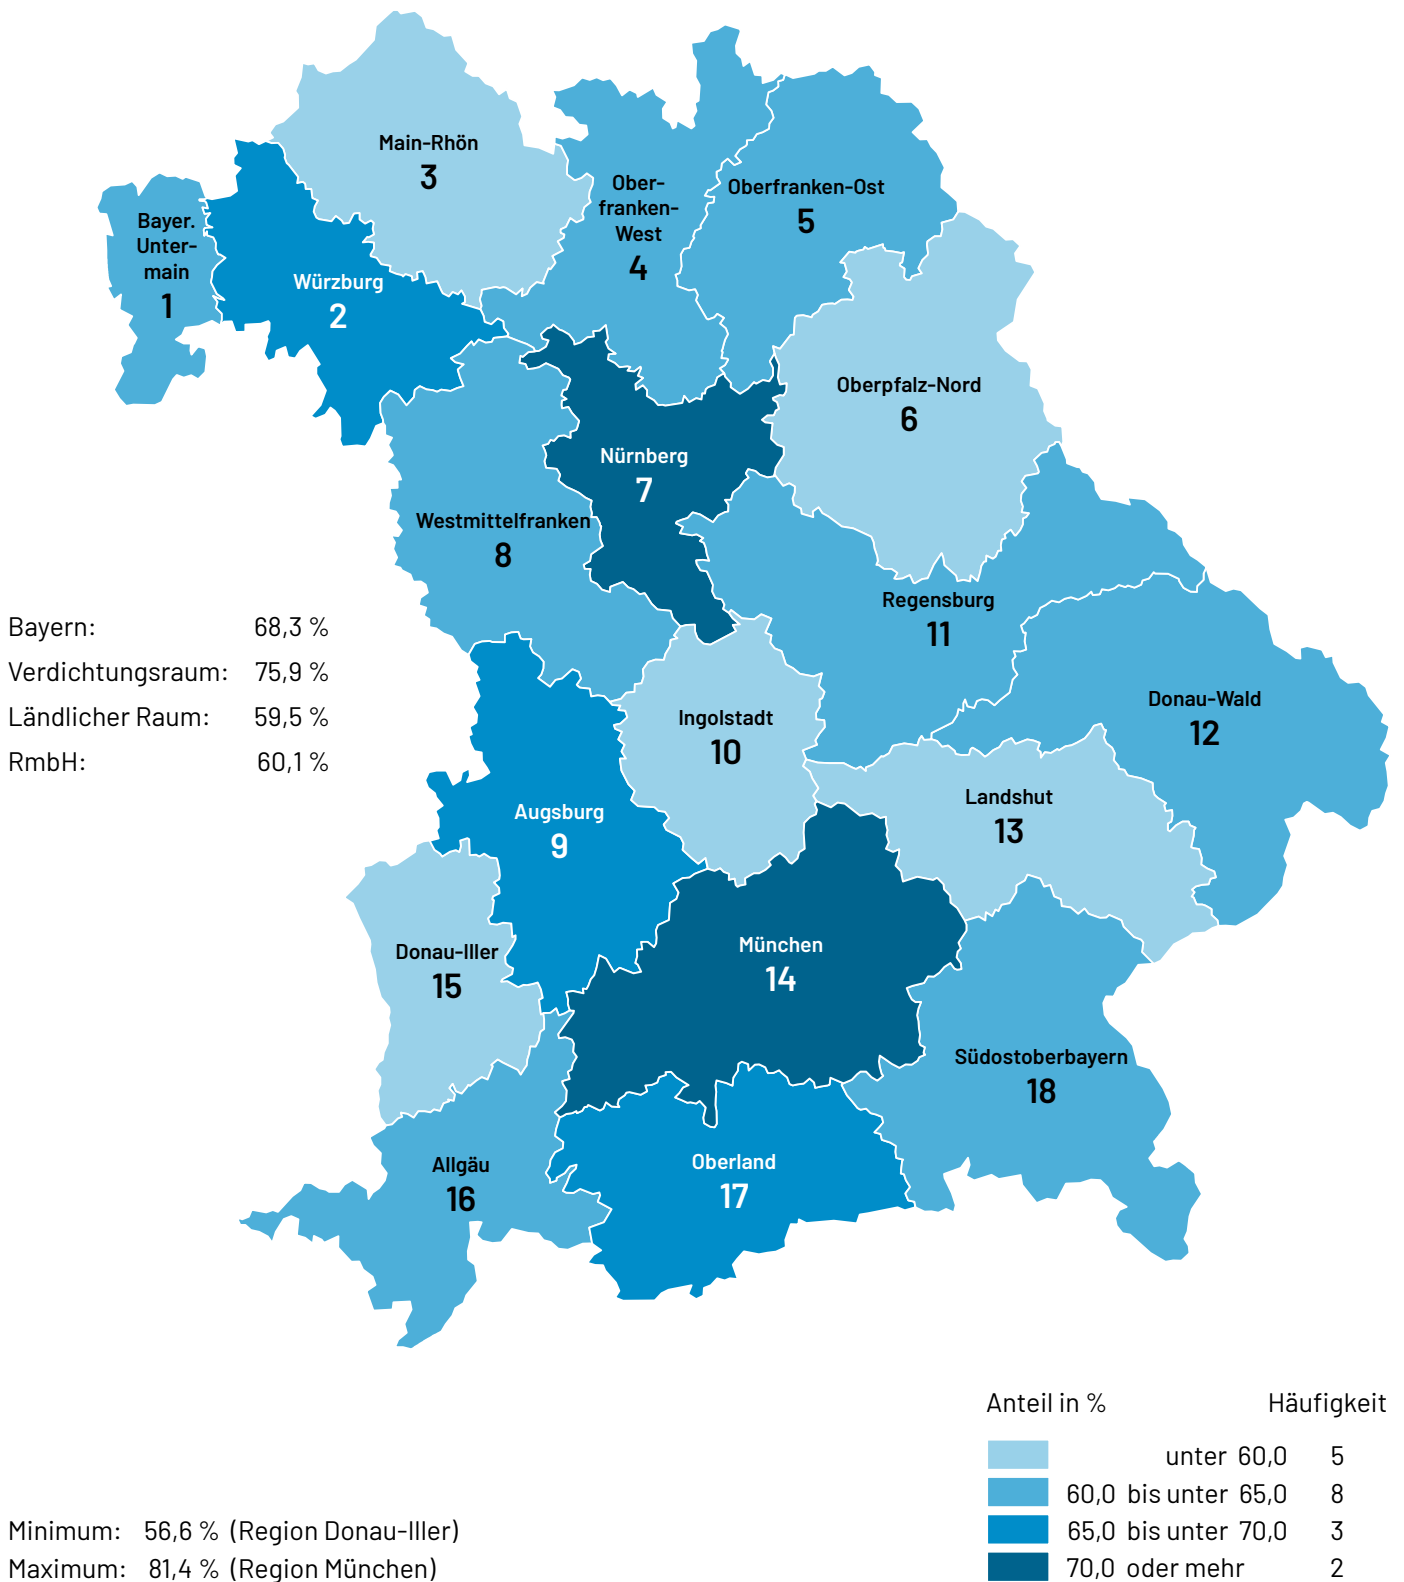 Main-Rhön
3
Ober-
franken-
West
4
Oberfranken-Ost
5
Bayer.
Unter-
main
1
Würzburg
2
Oberpfalz-Nord
6
Nürnberg
7
Westmittelfranken
8
Regensburg
11
Bayern: 68,3 %
Verdichtungsraum: 75,9 %
Ländlicher Raum: 59,5 %
RmbH: 60,1 %
Donau-Wald
12
Ingolstadt
10
Landshut
13
Augsburg
9
Donau-Iller
15
München
14
Südostoberbayern
18
Allgäu
16
Oberland
17
Anteil in % Häufigkeit
unter 60,0 5
60,0 bis unter 65,0 8
65,0 bis unter 70,0 3
70,0 oder mehr 2
Minimum: 56,6 % (Region Donau-Iller)
Maximum: 81,4 % (Region München)